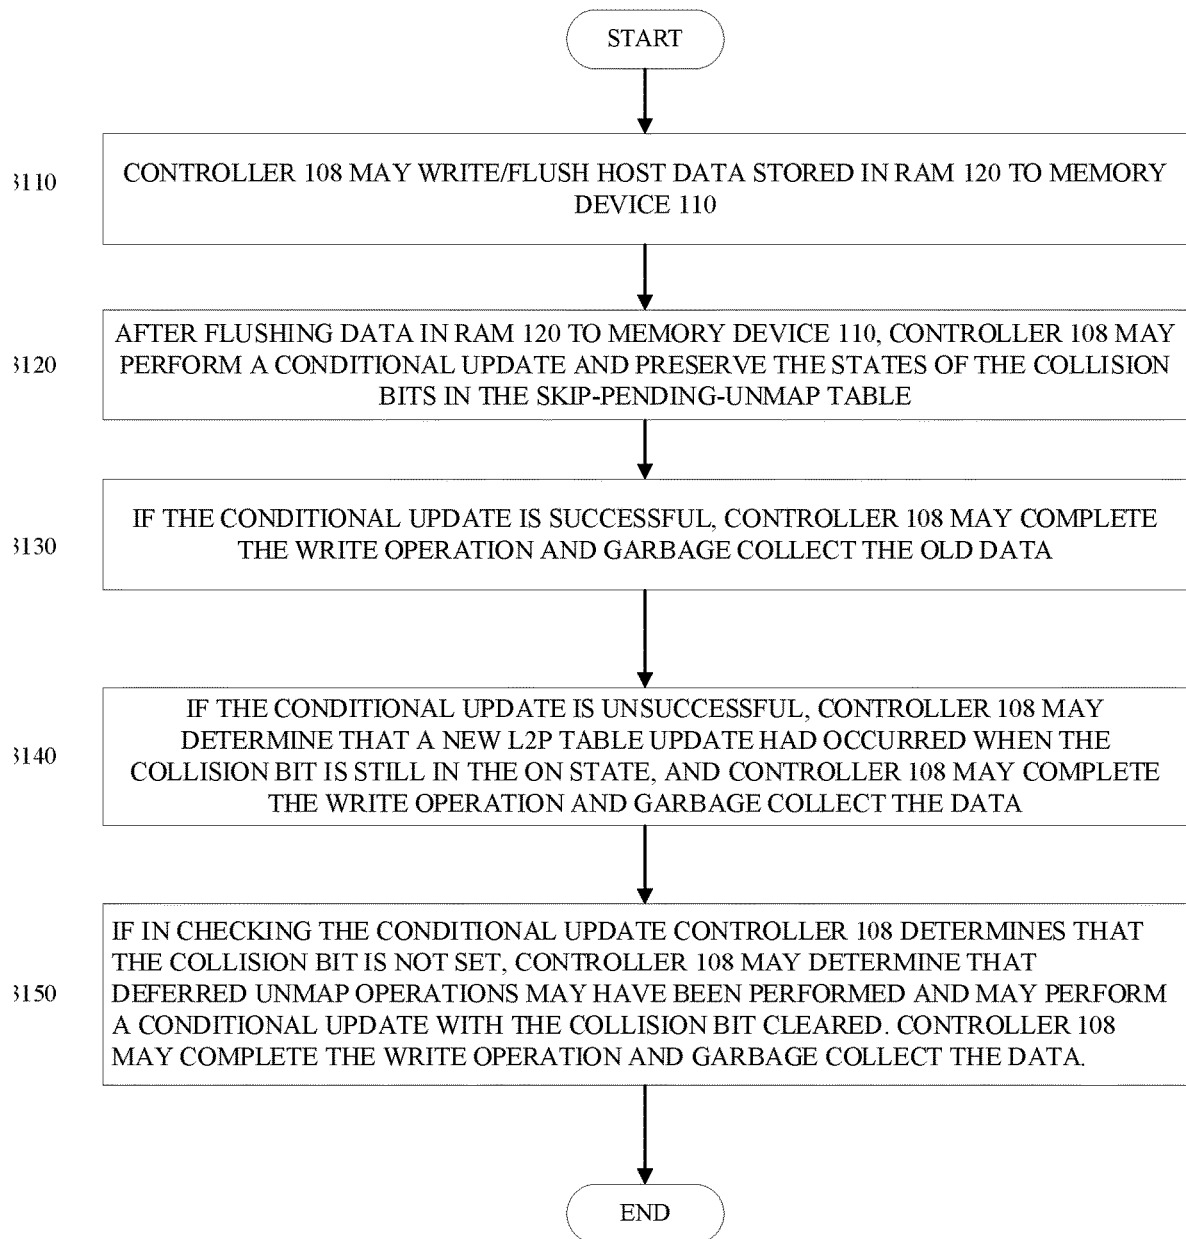 START
3110
CONTROLLER 108 MAY WRITE/FLUSH HOST DATA STORED IN RAM 120 TO MEMORY
DEVICE 110
3120
AFTER FLUSHING DATA IN RAM 120 TO MEMORY DEVICE 110, CONTROLLER 108 MAY
PERFORM A CONDITIONAL UPDATE AND PRESERVE THE STATES OF THE COLLISION
BITS IN THE SKIP-PENDING-UNMAP TABLE
3130
IF THE CONDITIONAL UPDATE IS SUCCESSFUL, CONTROLLER 108 MAY COMPLETE
THE WRITE OPERATION AND GARBAGE COLLECT THE OLD DATA
3140
IF THE CONDITIONAL UPDATE IS UNSUCCESSFUL, CONTROLLER 108 MAY
DETERMINE THAT A NEW L2P TABLE UPDATE HAD OCCURRED WHEN THE
COLLISION BIT IS STILL IN THE ON STATE, AND CONTROLLER 108 MAY COMPLETE
THE WRITE OPERATION AND GARBAGE COLLECT THE DATA
3150
IF IN CHECKING THE CONDITIONAL UPDATE CONTROLLER 108 DETERMINES THAT
THE COLLISION BIT IS NOT SET, CONTROLLER 108 MAY DETERMINE THAT
DEFERRED UNMAP OPERATIONS MAY HAVE BEEN PERFORMED AND MAY PERFORM
A CONDITIONAL UPDATE WITH THE COLLISION BIT CLEARED. CONTROLLER 108
MAY COMPLETE THE WRITE OPERATION AND GARBAGE COLLECT THE DATA.
END